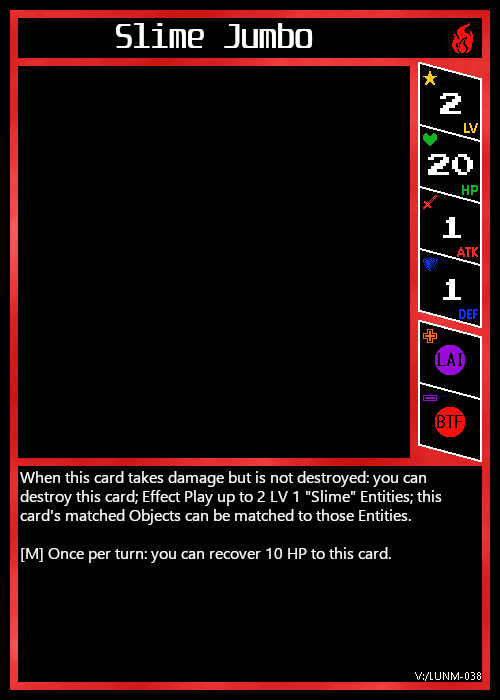 Slime Jumbo
2
LV
20
HP
1
ATK
1
DEF
LAI
BTF
When this card takes damage but is not destroyed: you can
destroy this card; Effect Play up to 2 LV 1 "Slime" Entities; this
card's matched Objects can be matched to those Entities.
[M] Once per turn: you can recover 10 HP to this card.
V:/LUNM-038